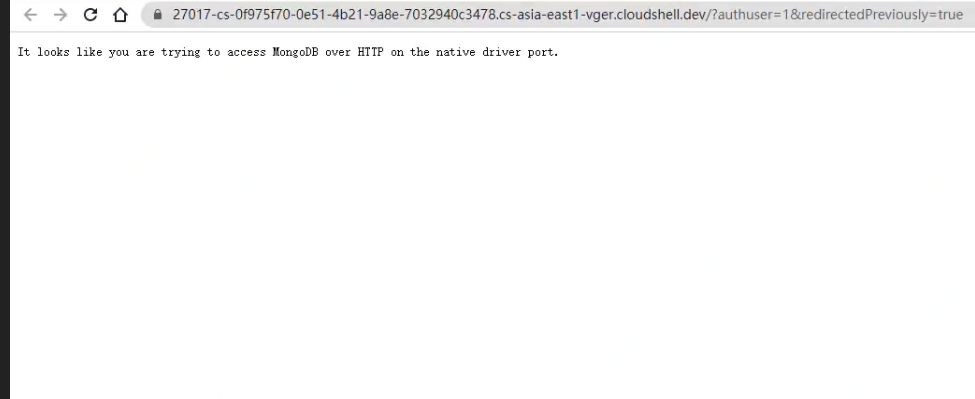 27017-cs-0f975f70-0e51-4b21-9a8e-7032940c3478.cs-asia-east1-vger.cloudshell.dev/?authuser=1&redirectedPreviously=true
It looks like you are trying to access MongoDB over HTTP on the native driver port.